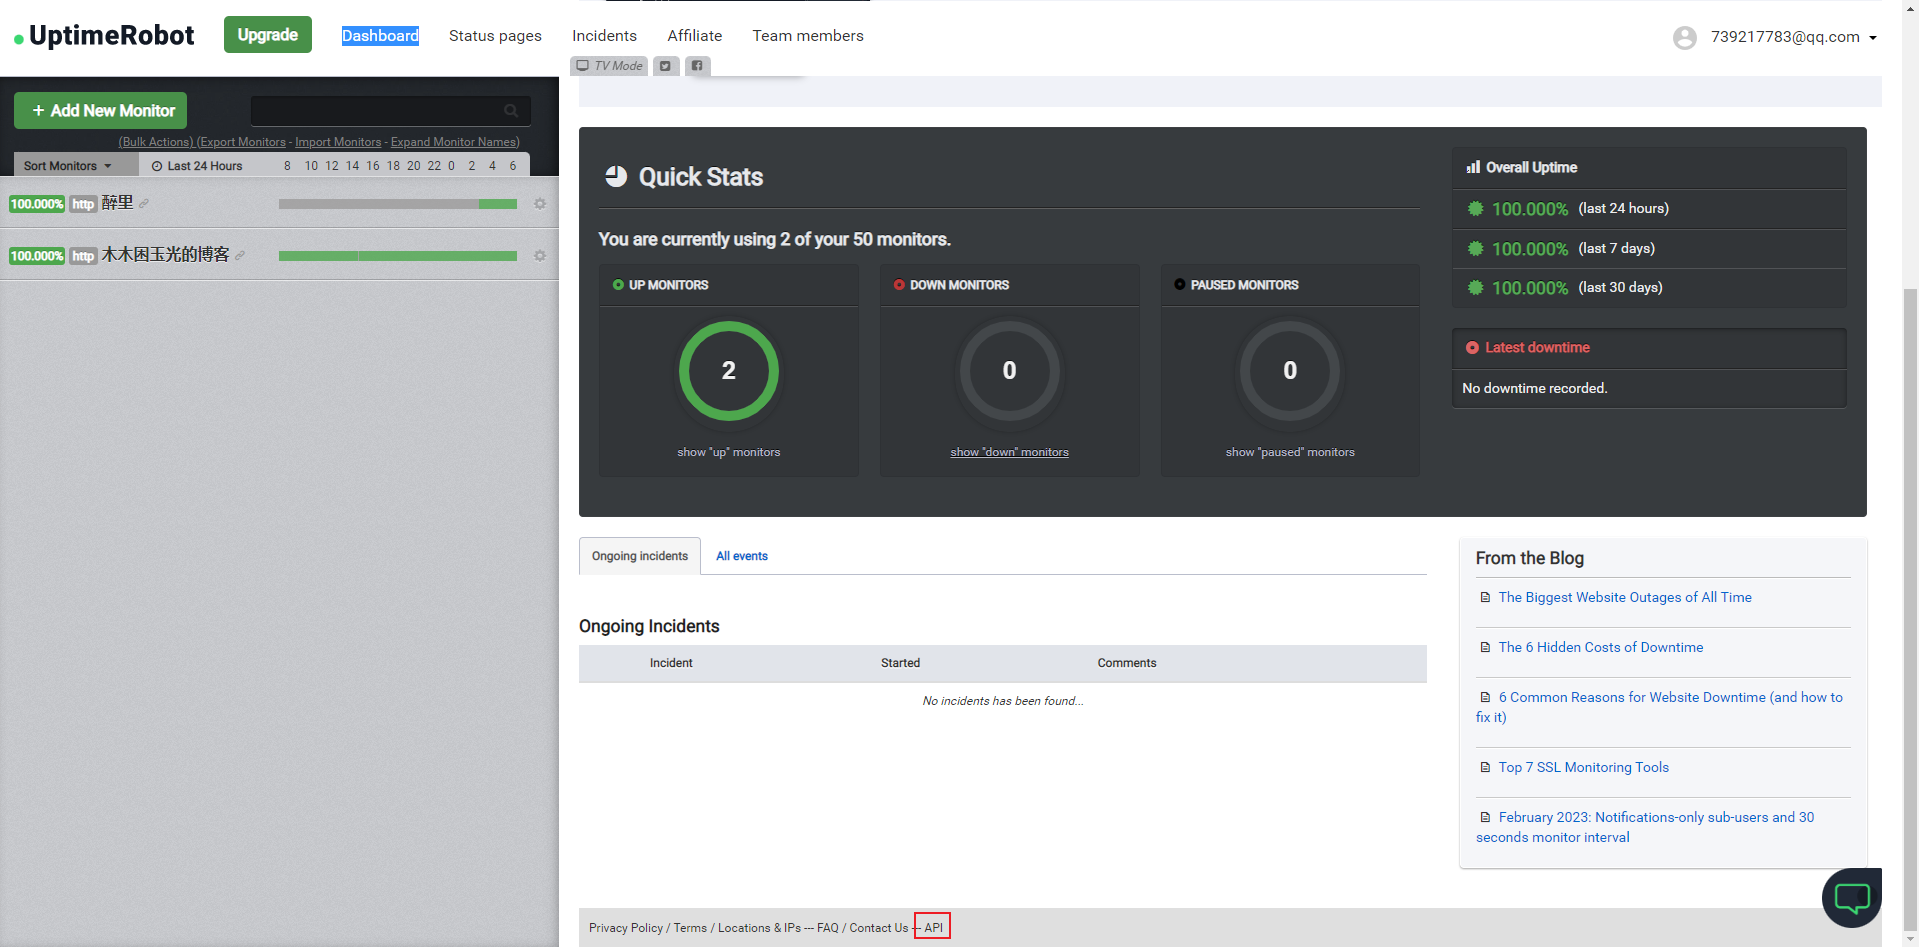 UptimeRobot
Upgrade
Dashboard
Status pages
Incidents
Affiliate
Team members
739217783@qq.com
TV Mode
+ Add New Monitor
(Bulk Actions) (Export Monitors - Import Monitors - Expand Monitor Names)
Sort Monitors
Last 24 Hours
8 10 12 14 16 18 20 22 0 2 4 6
100.000% http 醉里
100.000% http 木木困玉光的博客
Quick Stats
You are currently using 2 of your 50 monitors.
UP MONITORS
2
show "up" monitors
DOWN MONITORS
0
show "down" monitors
PAUSED MONITORS
0
show "paused" monitors
Overall Uptime
100.000% (last 24 hours)
100.000% (last 7 days)
100.000% (last 30 days)
Latest downtime
No downtime recorded.
Ongoing incidents
All events
Ongoing Incidents
Incident Started Comments
No incidents has been found...
From the Blog
The Biggest Website Outages of All Time
The 6 Hidden Costs of Downtime
6 Common Reasons for Website Downtime (and how to
fix it)
Top 7 SSL Monitoring Tools
February 2023: Notifications-only sub-users and 30
seconds monitor interval
Privacy Policy / Terms / Locations & IPs --- FAQ / Contact Us --- API